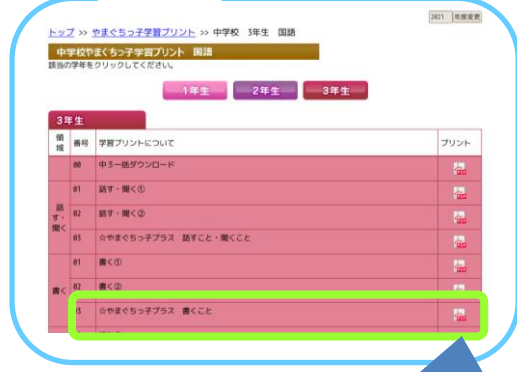 2021 年度変更
トップ >> やまぐちっ子学習プリント >> 中学校 3年生 国語
中学校やまぐちっ子学習プリント 国語
該当の学年をクリックしてください。
1年生 2年生 3年生
3年生
領域 番号 学習プリントについて プリント
00 中3一括ダウンロード
話す・聞く
01 話す・聞く①
02 話す・聞く②
03 ☆やまぐちっ子プラス 話すこと・聞くこと
書く
01 書く①
02 書く②
03 ☆やまぐちっ子プラス 書くこと